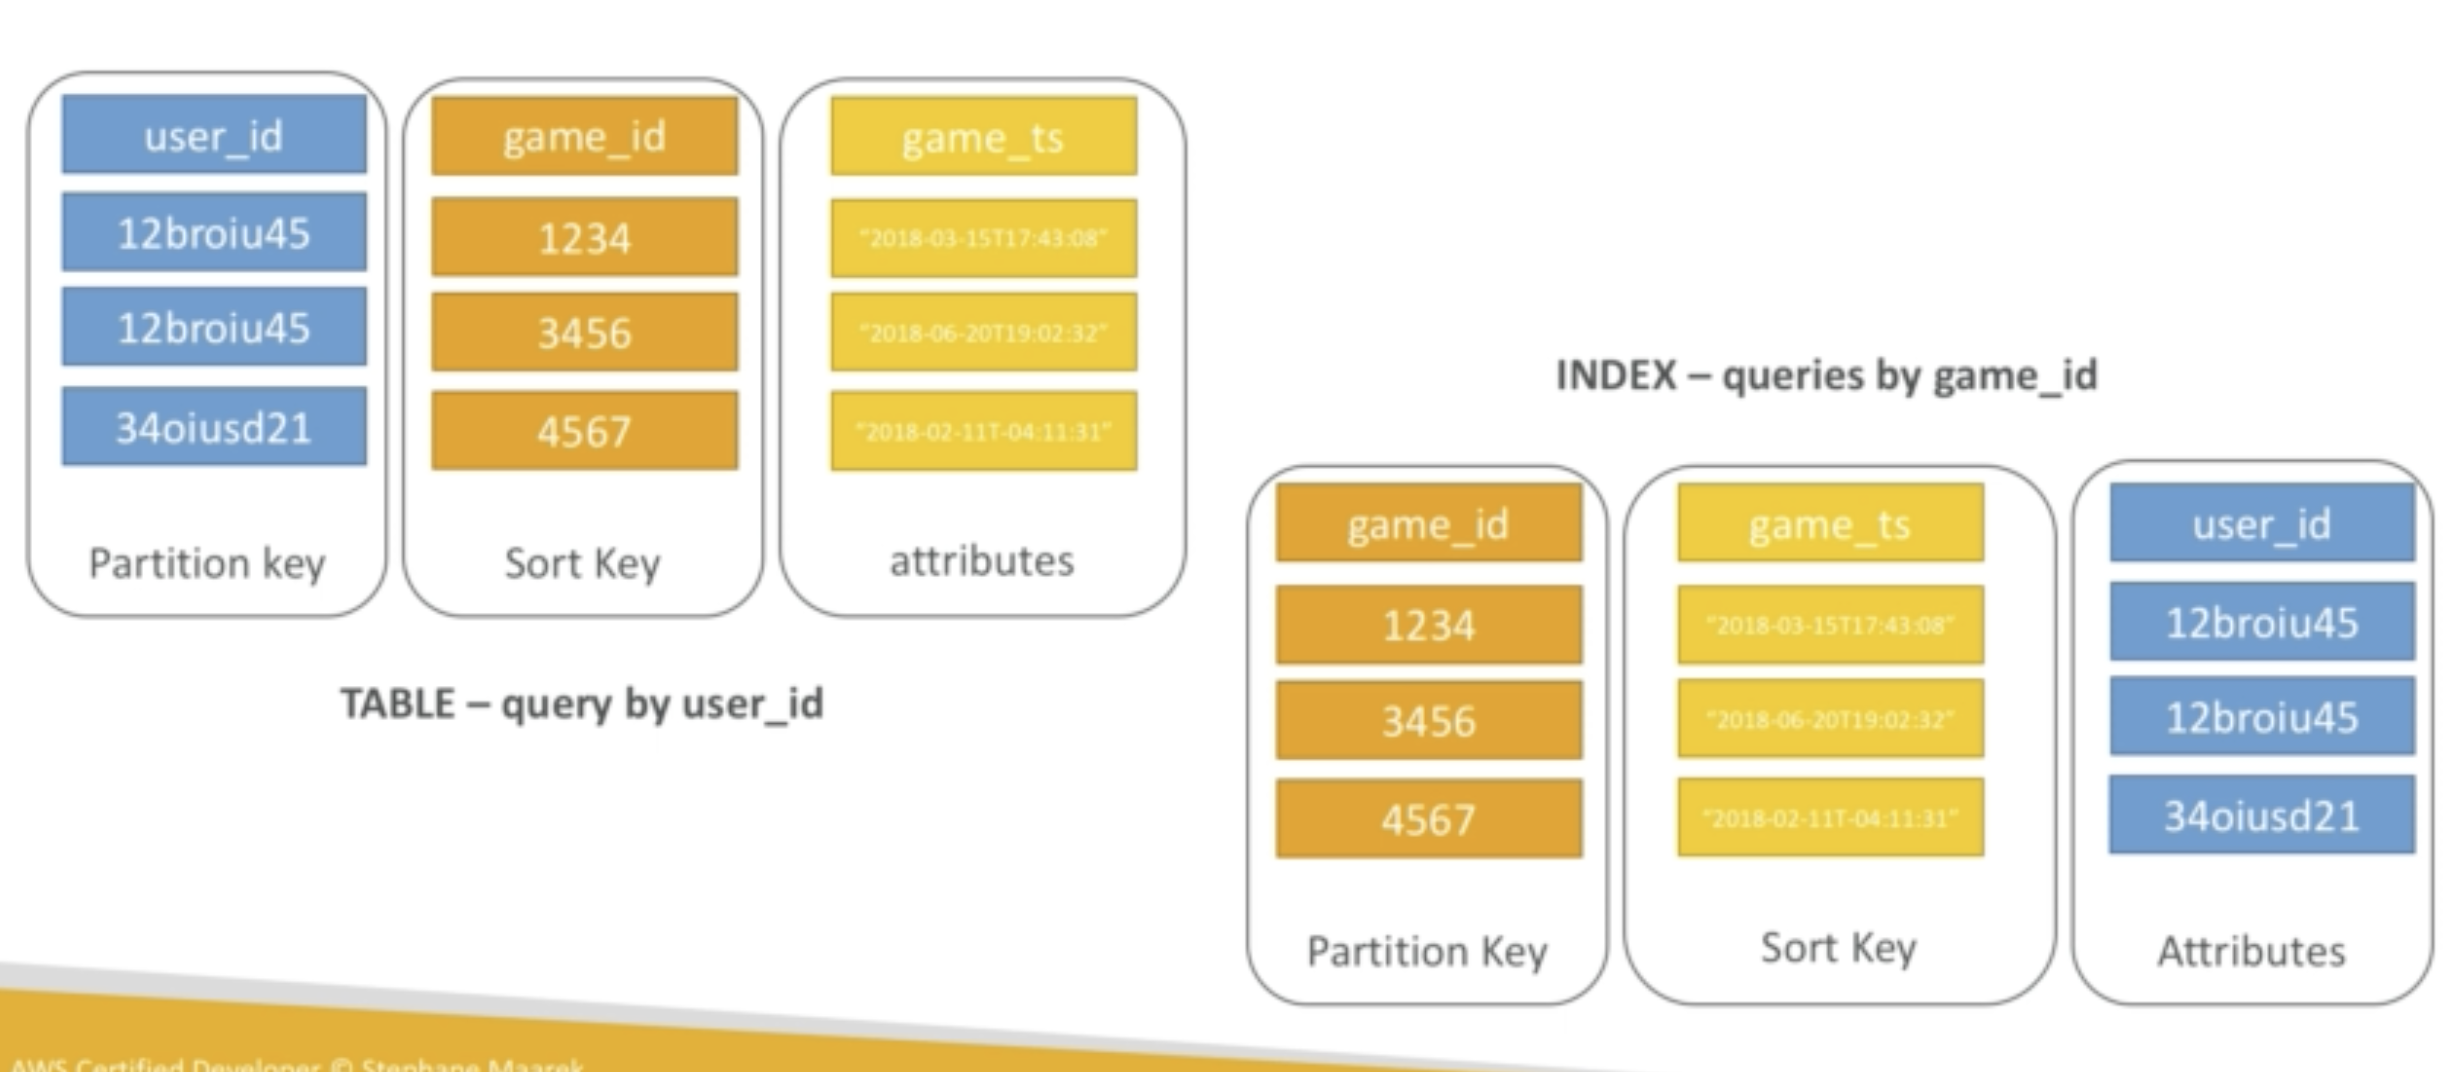 user_id game_id game_ts
12broiu45 1234 "2018-03-15T17:43:08"
12broiu45 3456 "2018-06-20T19:02:32"
34oiusd21 4567 "2018-02-11T-04:11:31"
Partition key Sort Key attributes
TABLE – query by user_id
INDEX – queries by game_id
game_id game_ts user_id
1234 "2018-03-15T17:43:08" 12broiu45
3456 "2018-06-20T19:02:32" 12broiu45
4567 "2018-02-11T-04:11:31" 34oiusd21
Partition Key Sort Key Attributes
AWS Certified Developer © Stephane Maarek